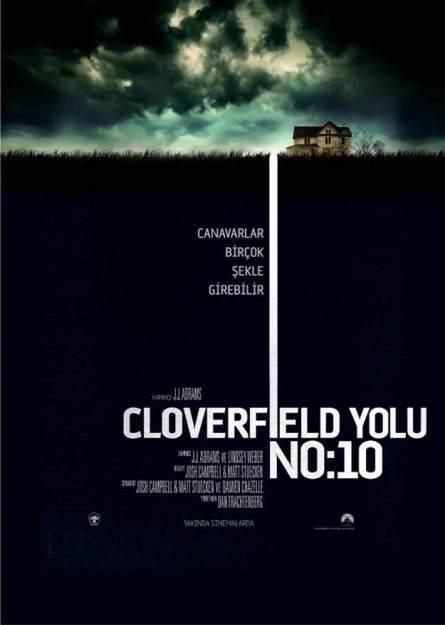 CANAVARLAR
BİRÇOK
ŞEKLE
GİREBİLİR
YAPIMCI J.J. ABRAMS
CLOVERFIELD YOLU
NO:10
J.J. ABRAMS VE LINDSEY WEBER
JOSH CAMPBELL & MATT STUECKEN
JOSH CAMPBELL & MATT STUECKEN VE DAMIEN CHAZELLE
YÖNETMEN DAN TRACHTENBERG
YAKINDA SİNEMALARDA